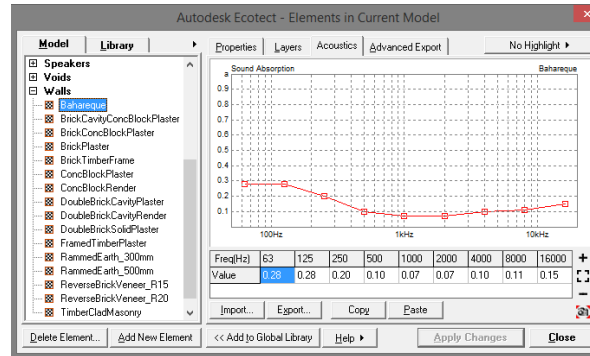 Autodesk Ecotect - Elements in Current Model
Model Library
Properties Layers Acoustics Advanced Export No Highlight
Speakers
Voids
Walls
Bahareque
BrickCavityConcBlockPlaster
BrickConcBlockPlaster
BrickPlaster
BrickTimberFrame
ConcBlockPlaster
ConcBlockRender
DoubleBrickCavityPlaster
DoubleBrickCavityRender
DoubleBrickSolidPlaster
FramedTimberPlaster
RammedEarth_300mm
RammedEarth_500mm
ReverseBrickVeneer_R15
ReverseBrickVeneer_R20
TimberCladMasonry
a Sound Absorption Bahareque
0.9
0.8
0.7
0.6
0.5
0.4
0.3
0.2
0.1
100Hz 1kHz 10kHz
Freq(Hz) 63 125 250 500 1000 2000 4000 8000 16000
Value 0.28 0.28 0.20 0.10 0.07 0.07 0.10 0.11 0.15
Import... Export... Copy Paste
Delete Element... Add New Element << Add to Global Library Help Apply Changes Close